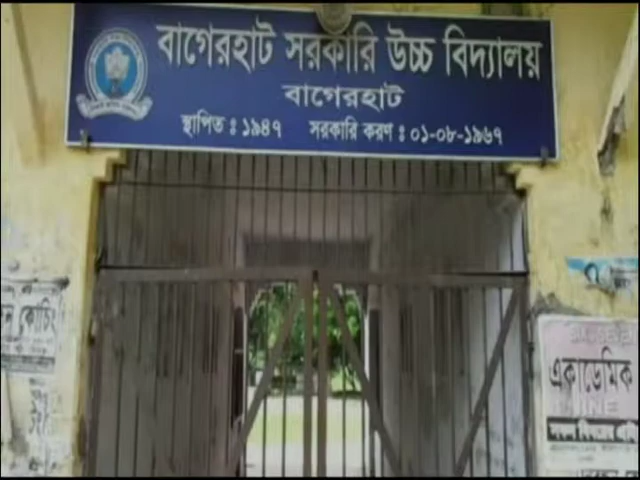 বাগেরহাট সরকারি উচ্চ বিদ্যালয়
বাগেরহাট
স্থাপিত : ১৯৪৭ সরকারি করণ : ০১-০৮-১৯৬৭
কোচিং
একাডেমিক